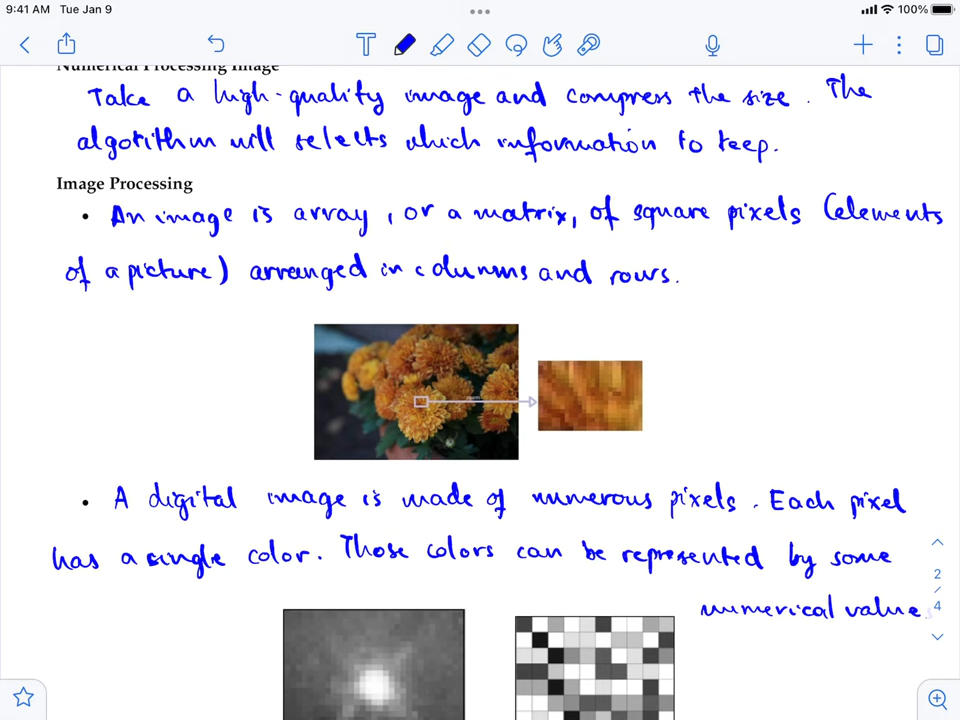 9:41 AM Tue Jan 9
100%
Numerical Processing Image
Take a high-quality image and compress the size. The
algorithm will selects which information to keep.
Image Processing
• An image is array, or a matrix, of square pixels (elements
of a picture) arranged in columns and rows.
• A digital image is made of numerous pixels. Each pixel
has a single color. Those colors can be represented by some
numerical value.
2
/
4